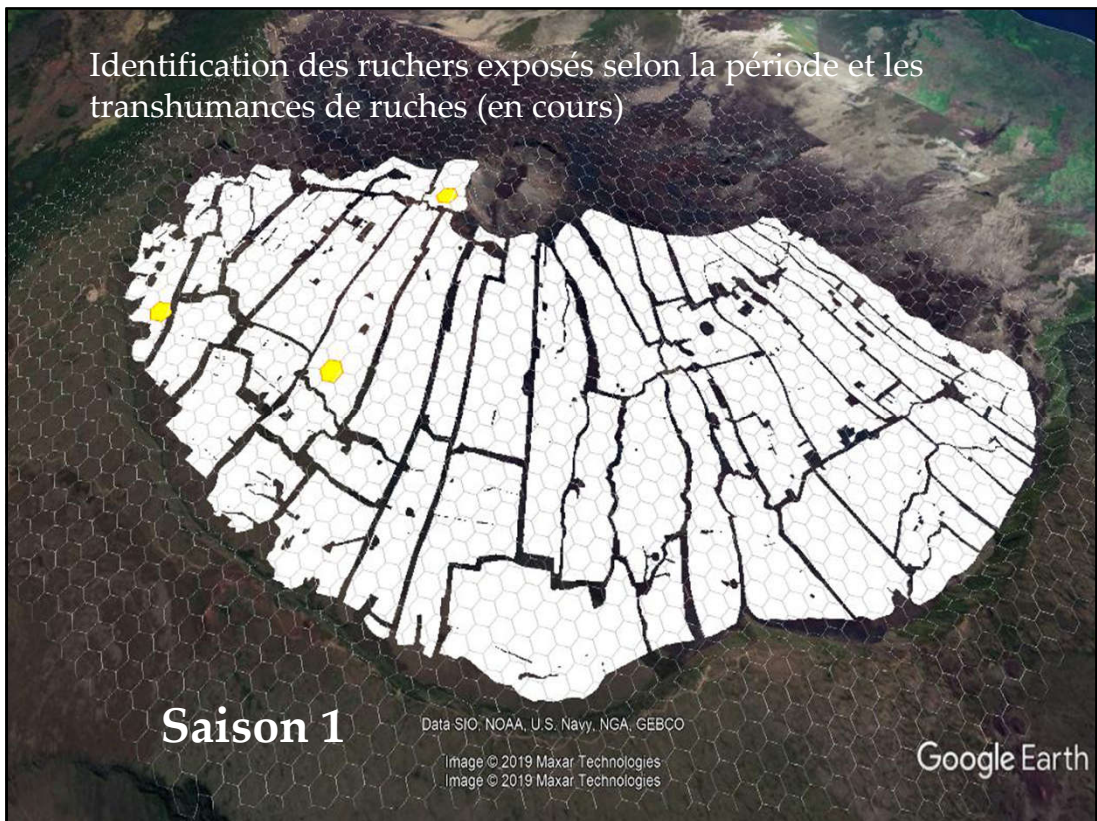 Identification des ruchers exposés selon la période et les
transhumances de ruches (en cours)
Saison 1
Data SIO, NOAA, U.S. Navy, NGA, GEBCO
Image © 2019 Maxar Technologies
Image © 2019 Maxar Technologies
Google Earth